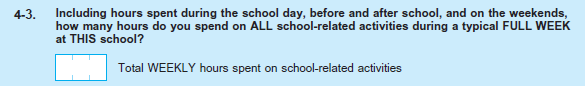 4-3. Including hours spent during the school day, before and after school, and on the weekends,
how many hours do you spend on ALL school-related activities during a typical FULL WEEK
at THIS school?
Total WEEKLY hours spent on school-related activities